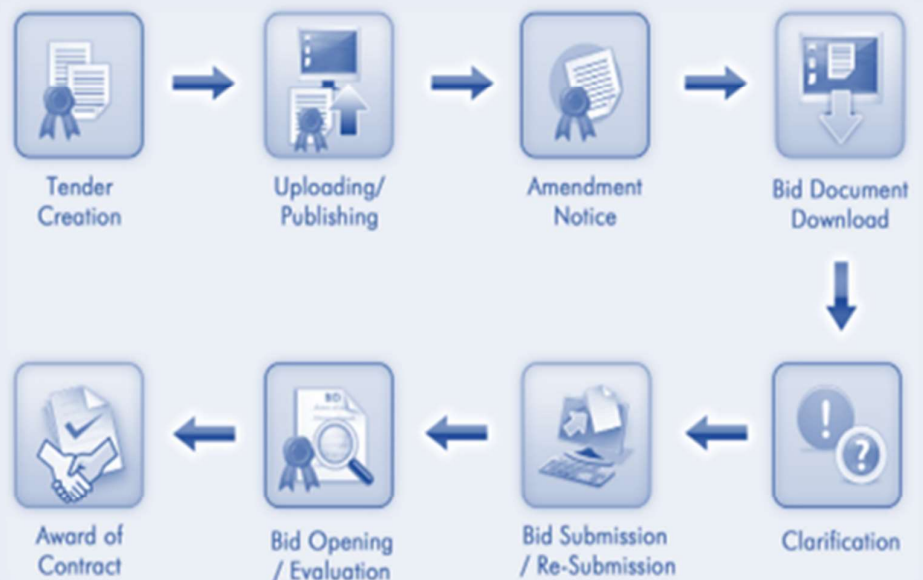 Tender
Creation
Uploading/
Publishing
Amendment
Notice
Bid Document
Download
Clarification
Bid Submission
/ Re-Submission
BD
Bid Opening
/ Evaluation
Award of
Contract